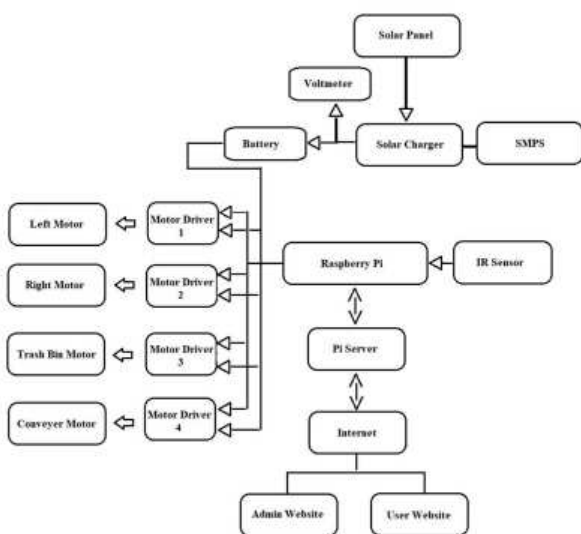 Solar Panel
Voltmeter
Battery
Solar Charger
SMPS
Left Motor
Motor Driver
1
Raspberry Pi
IR Sensor
Right Motor
Motor Driver
2
Pi Server
Trash Bin Motor
Motor Driver
3
Conveyer Motor
Motor Driver
4
Internet
Admin Website
User Website